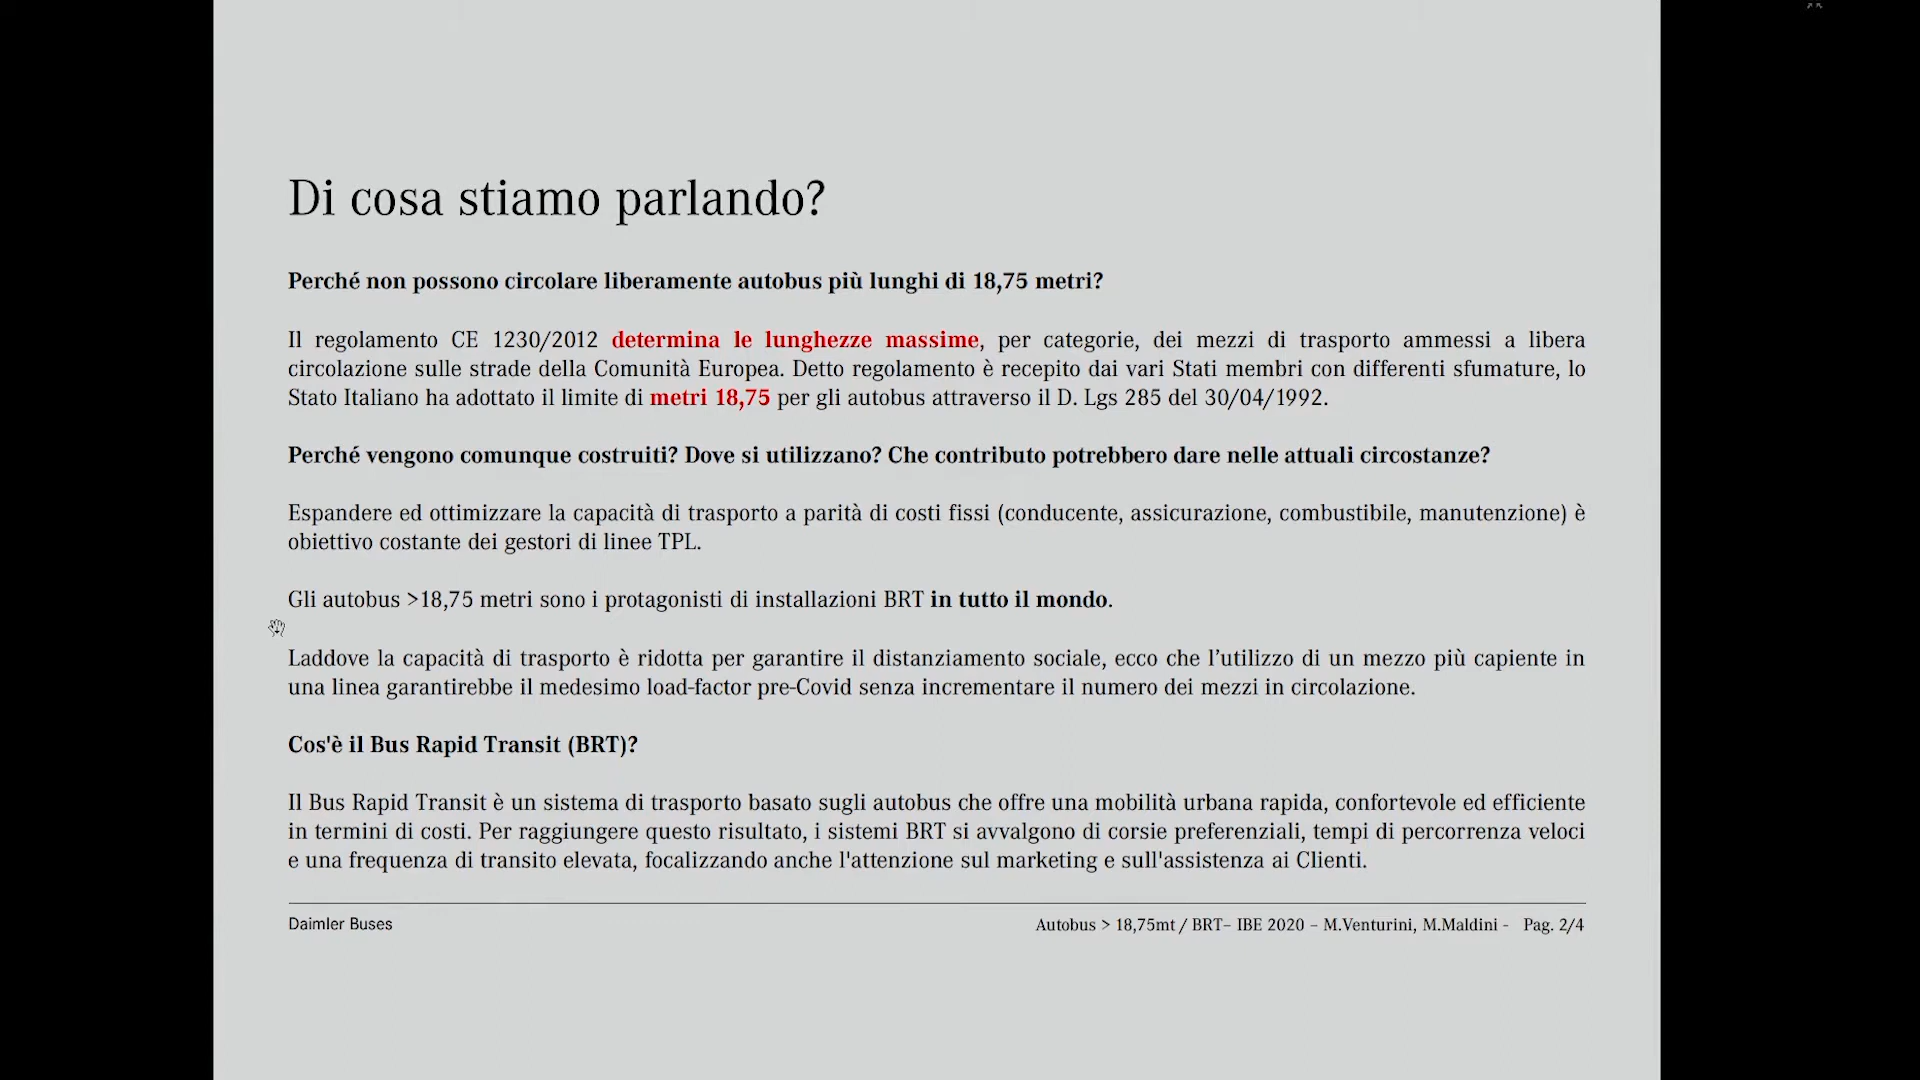 Di cosa stiamo parlando?
Perché non possono circolare liberamente autobus più lunghi di 18,75 metri?
Il regolamento CE 1230/2012 determina le lunghezze massime, per categorie, dei mezzi di trasporto ammessi a libera
circolazione sulle strade della Comunità Europea. Detto regolamento è recepito dai vari Stati membri con differenti sfumature, lo
Stato Italiano ha adottato il limite di metri 18,75 per gli autobus attraverso il D. Lgs 285 del 30/04/1992.
Perché vengono comunque costruiti? Dove si utilizzano? Che contributo potrebbero dare nelle attuali circostanze?
Espandere ed ottimizzare la capacità di trasporto a parità di costi fissi (conducente, assicurazione, combustibile, manutenzione) è
obiettivo costante dei gestori di linee TPL.
Gli autobus >18,75 metri sono i protagonisti di installazioni BRT in tutto il mondo.
Laddove la capacità di trasporto è ridotta per garantire il distanziamento sociale, ecco che l’utilizzo di un mezzo più capiente in
una linea garantirebbe il medesimo load-factor pre-Covid senza incrementare il numero dei mezzi in circolazione.
Cos'è il Bus Rapid Transit (BRT)?
Il Bus Rapid Transit è un sistema di trasporto basato sugli autobus che offre una mobilità urbana rapida, confortevole ed efficiente
in termini di costi. Per raggiungere questo risultato, i sistemi BRT si avvalgono di corsie preferenziali, tempi di percorrenza veloci
e una frequenza di transito elevata, focalizzando anche l'attenzione sul marketing e sull'assistenza ai Clienti.
Daimler Buses
Autobus > 18,75mt / BRT– IBE 2020 – M.Venturini, M.Maldini - Pag. 2/4